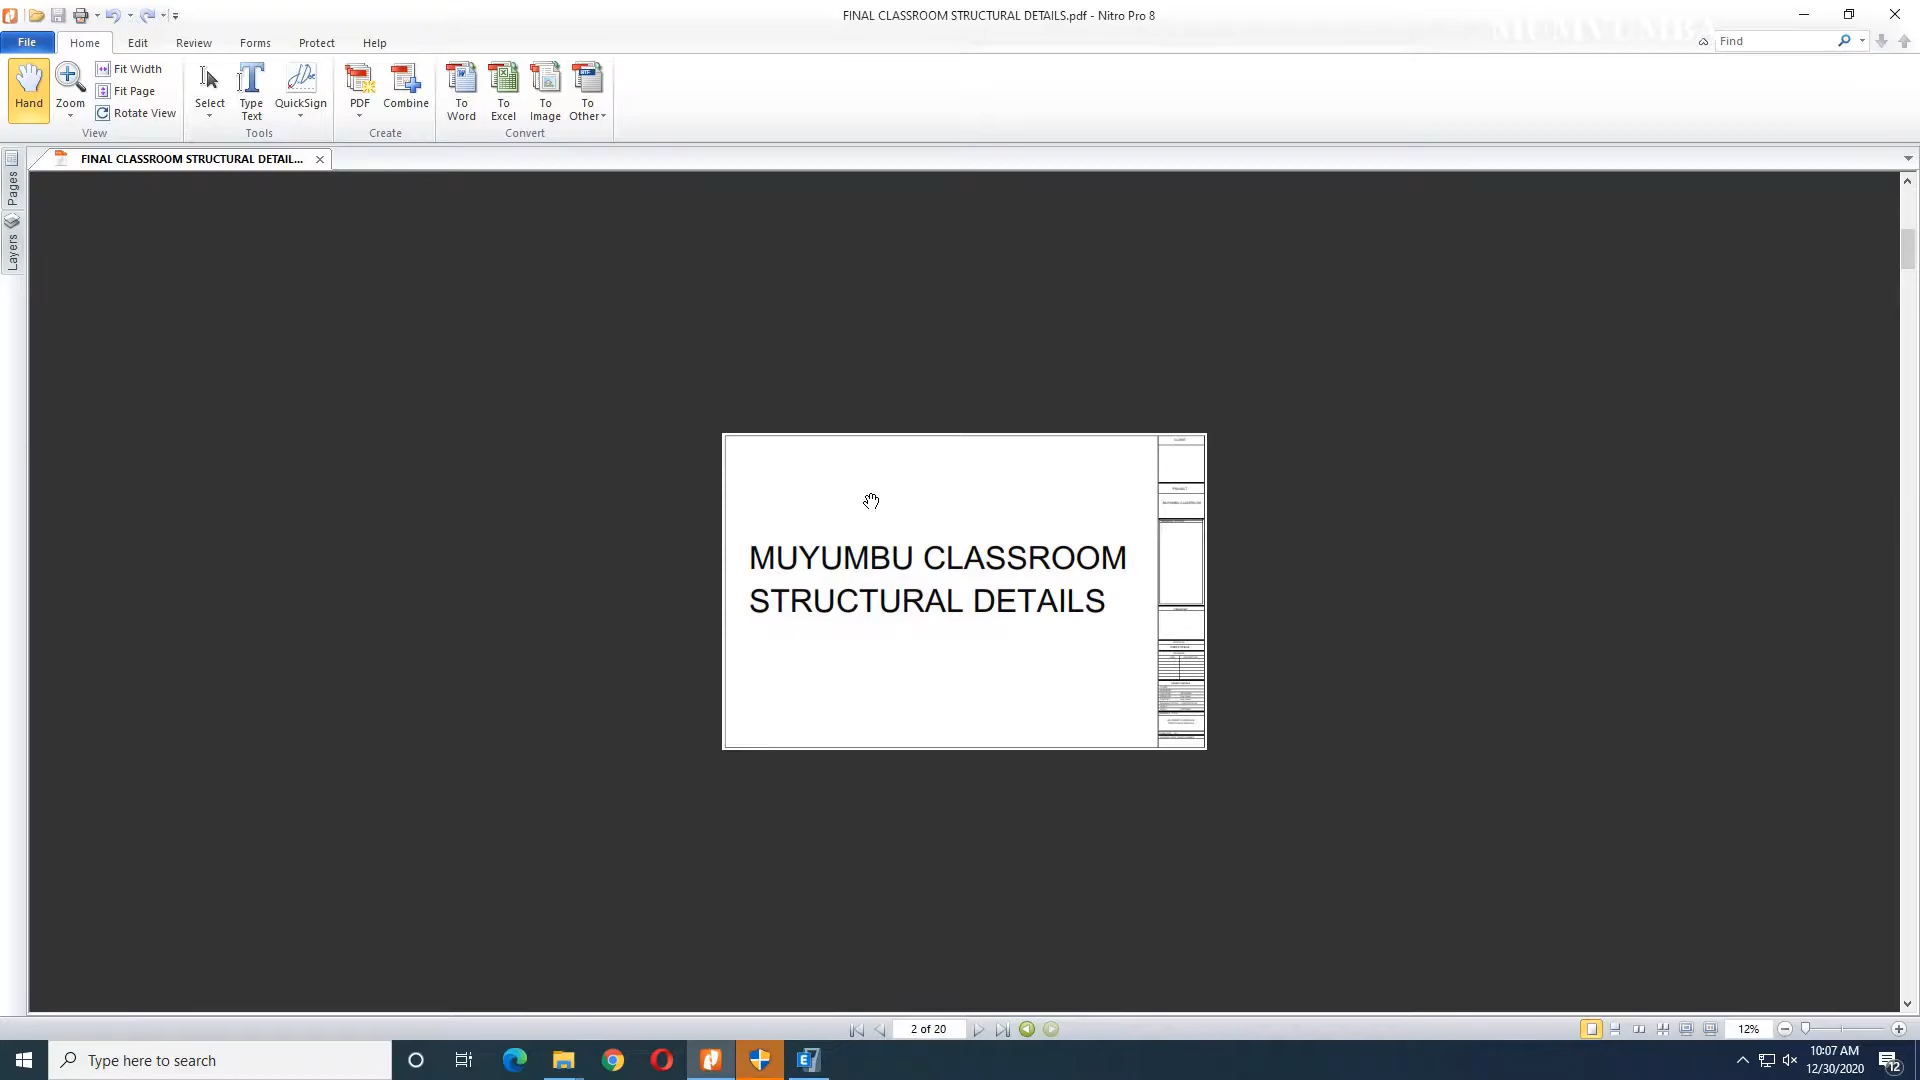 FINAL CLASSROOM STRUCTURAL DETAILS.pdf - Nitro Pro 8
File
Home
Edit
Review
Forms
Protect
Help
Find
Hand
Zoom
Fit Width
Fit Page
Rotate View
View
Select
Type Text
QuickSign
Tools
PDF
Combine
Create
To Word
To Excel
To Image
To Other
Convert
FINAL CLASSROOM STRUCTURAL DETAIL...
Pages
Layers
MUYUMBU CLASSROOM
STRUCTURAL DETAILS
2 of 20
12%
Type here to search
10:07 AM
12/30/2020
12